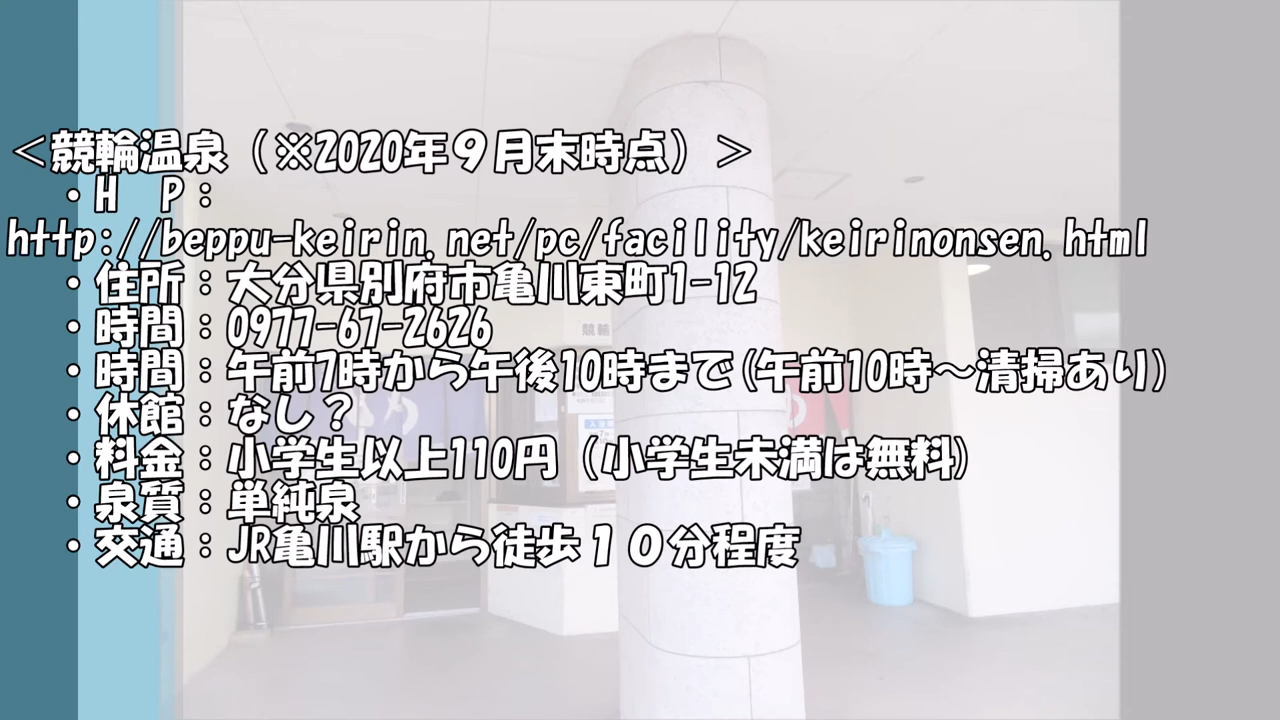 ＜競輪温泉（※2020年９月末時点）＞
・H　P：
http://beppu-keirin.net/pc/facility/keirinonsen.html
・住所：大分県別府市亀川東町1-12
・時間：0977-67-2626
・時間：午前7時から午後10時まで(午前10時～清掃あり)
・休館：なし？
・料金：小学生以上110円（小学生未満は無料)
・泉質：単純泉
・交通：JR亀川駅から徒歩１０分程度
競輪